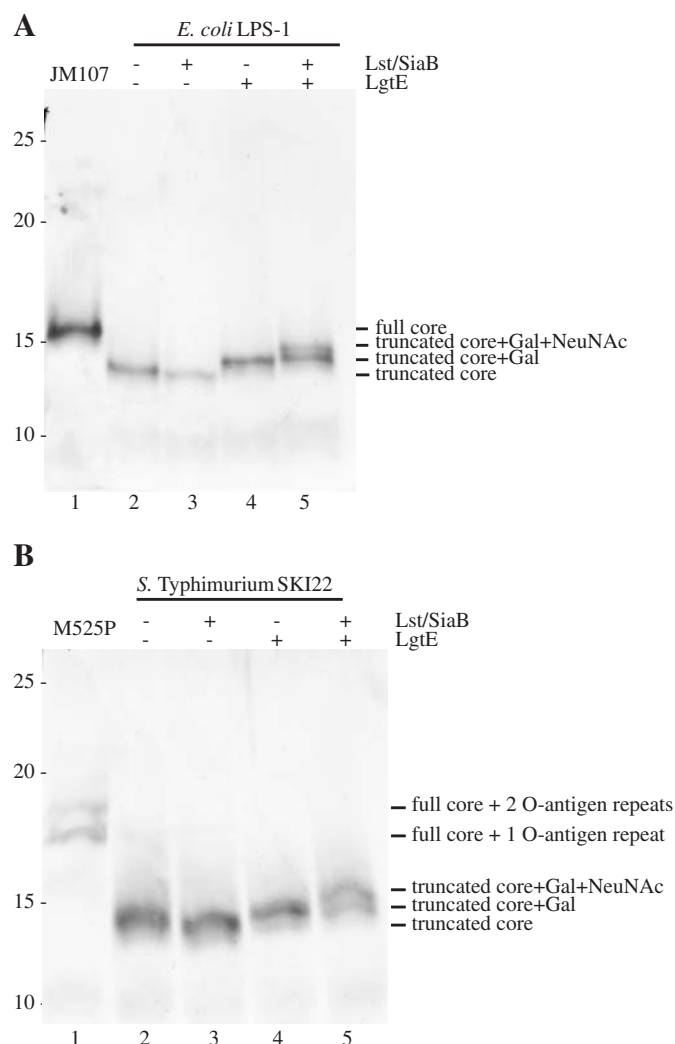 A
E. coli LPS-1
- + - + Lst/SiaB
JM107
- - + + LgtE
25 -
20 -
full core
15 -
truncated core+Gal+NeuNAc
truncated core+Gal
truncated core
10 -
1 2 3 4 5
B
S. Typhimurium SKI22
- + - + Lst/SiaB
M525P
- - + + LgtE
25 -
20 -
full core + 2 O-antigen repeats
full core + 1 O-antigen repeat
truncated core+Gal+NeuNAc
15 -
truncated core+Gal
truncated core
10 -
1 2 3 4 5